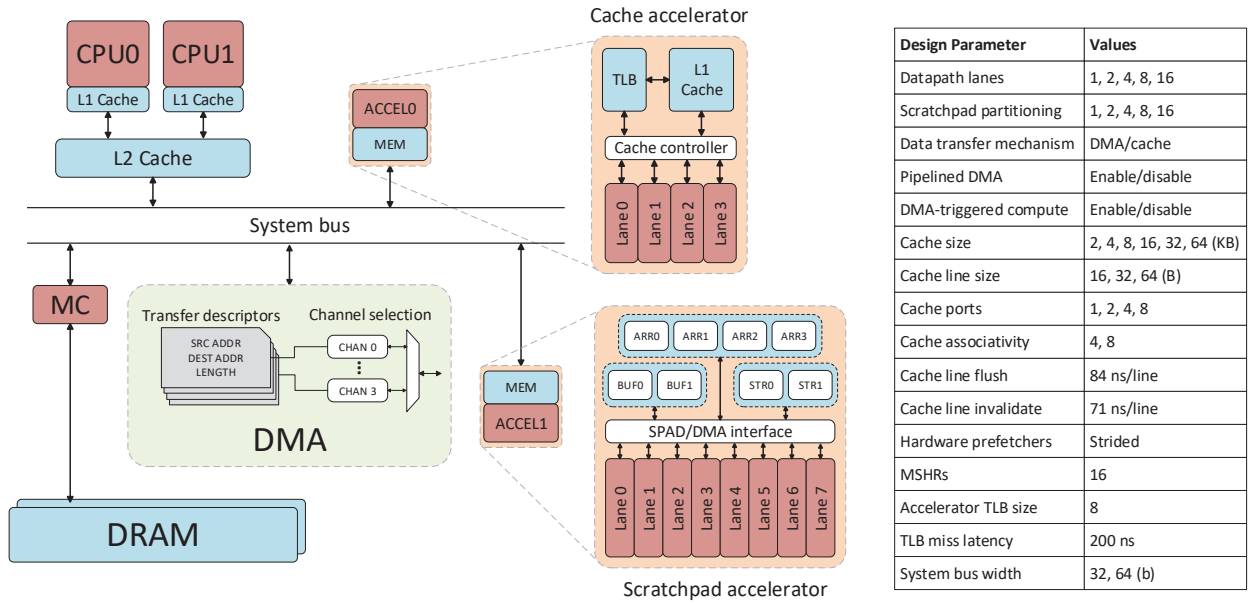 Cache accelerator
CPU0
CPU1
L1 Cache
L1 Cache
L2 Cache
ACCEL0
MEM
TLB
L1
Cache
Cache controller
Lane 0
Lane 1
Lane 2
Lane 3
System bus
MC
Transfer descriptors
Channel selection
SRC ADDR
DEST ADDR
LENGTH
CHAN 0
CHAN 3
DMA
MEM
ACCEL1
DRAM
ARR0
ARR1
ARR2
ARR3
BUF0
BUF1
STR0
STR1
SPAD/DMA interface
Lane 0
Lane 1
Lane 2
Lane 3
Lane 4
Lane 5
Lane 6
Lane 7
Scratchpad accelerator
Design Parameter Values
Datapath lanes 1, 2, 4, 8, 16
Scratchpad partitioning 1, 2, 4, 8, 16
Data transfer mechanism DMA/cache
Pipelined DMA Enable/disable
DMA-triggered compute Enable/disable
Cache size 2, 4, 8, 16, 32, 64 (KB)
Cache line size 16, 32, 64 (B)
Cache ports 1, 2, 4, 8
Cache associativity 4, 8
Cache line flush 84 ns/line
Cache line invalidate 71 ns/line
Hardware prefetchers Strided
MSHRs 16
Accelerator TLB size 8
TLB miss latency 200 ns
System bus width 32, 64 (b)